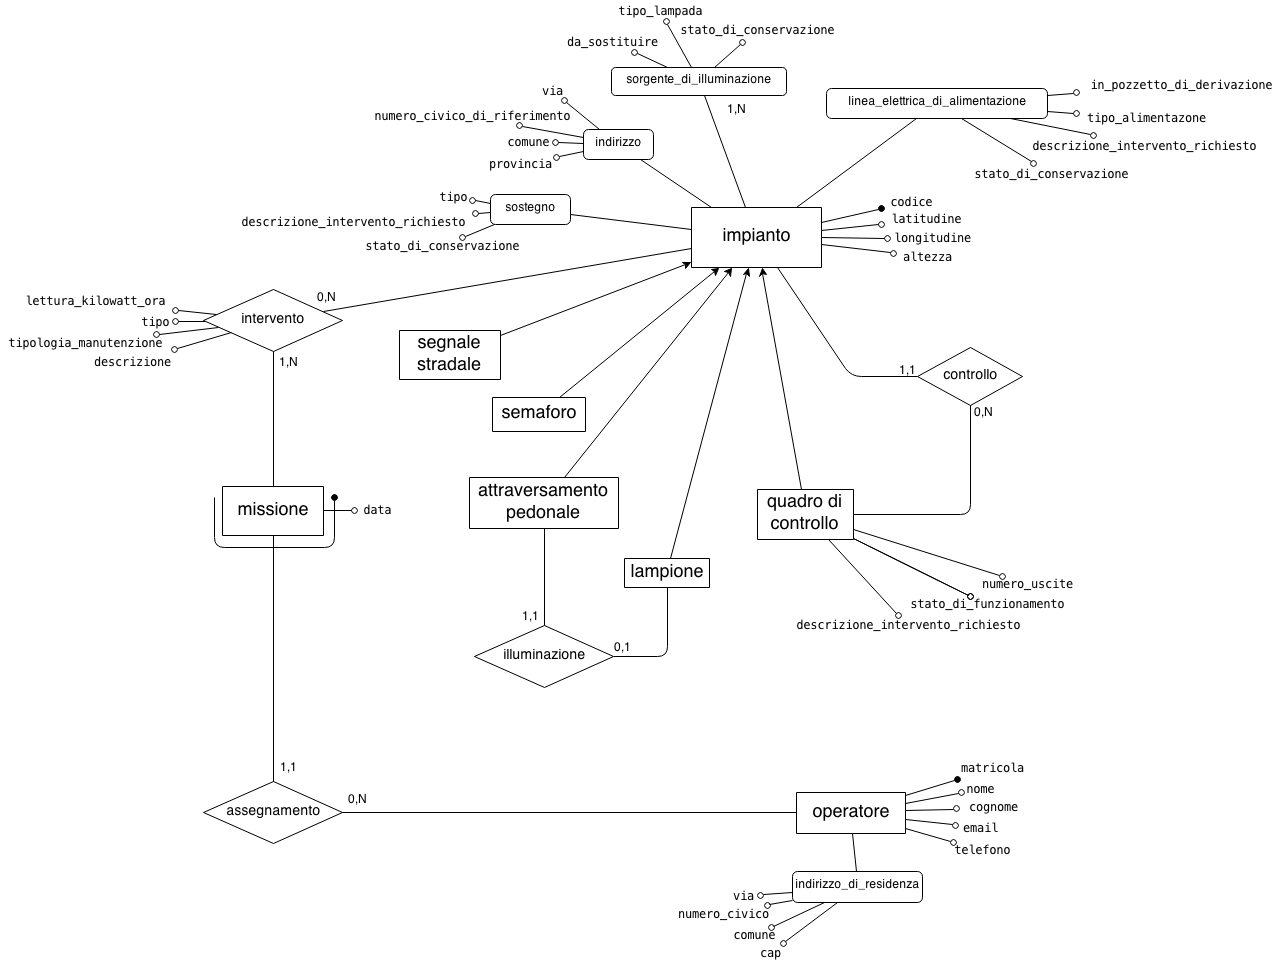 tipo_lampada
stato_di_conservazione
da_sostituire
sorgente_di_illuminazione
1,N
in_pozzetto_di_derivazione
linea_elettrica_di_alimentazione
tipo_alimentazone
descrizione_intervento_richiesto
stato_di_conservazione
via
numero_civico_di_riferimento
comune
indirizzo
provincia
tipo
sostegno
descrizione_intervento_richiesto
stato_di_conservazione
impianto
codice
latitudine
longitudine
altezza
0,N
lettura_kilowatt_ora
tipo
intervento
tipologia_manutenzione
descrizione
1,N
segnale
stradale
semaforo
1,1
controllo
0,N
attraversamento
pedonale
quadro di
controllo
missione
data
lampione
numero_uscite
stato_di_funzionamento
descrizione_intervento_richiesto
1,1
illuminazione
0,1
1,1
assegnamento
0,N
matricola
nome
operatore
cognome
email
telefono
indirizzo_di_residenza
via
numero_civico
comune
cap